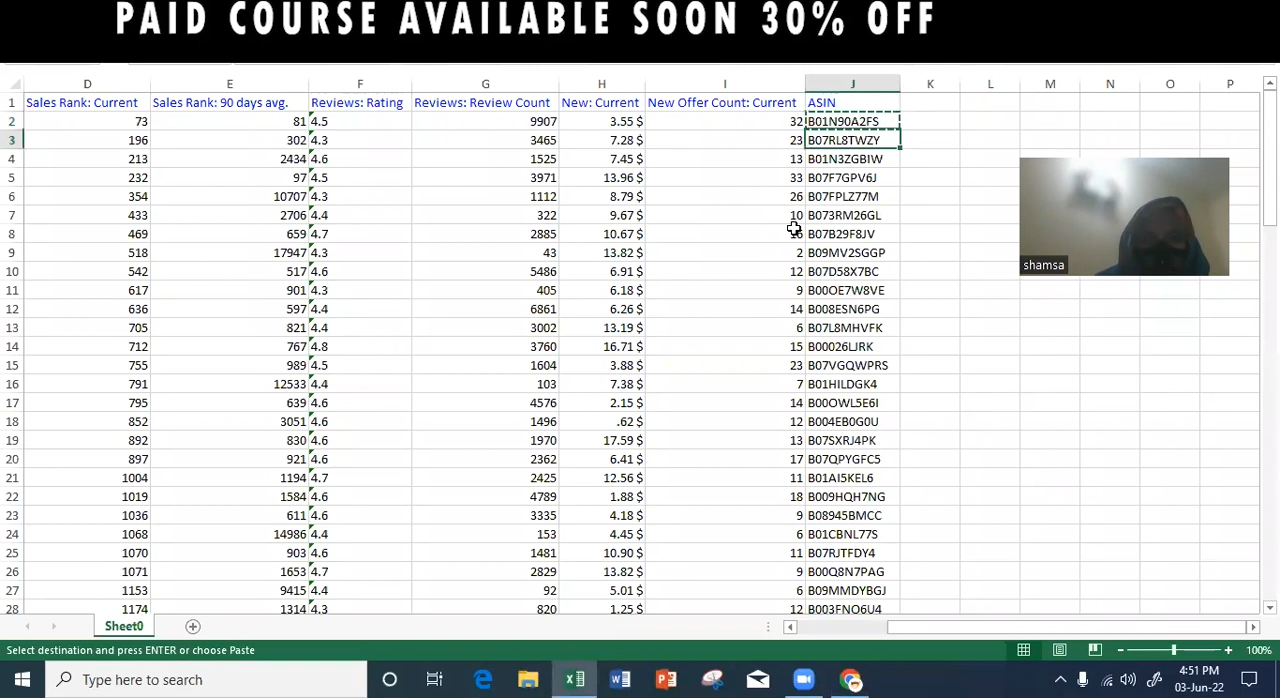 PAID COURSE AVAILABLE SOON 30% OFF
D E F G H I J K L M N O P
1 Sales Rank: Current Sales Rank: 90 days avg. Reviews: Rating Reviews: Review Count New: Current New Offer Count: Current ASIN
2 73 81 4.5 9907 3.55 $ 32 B01N90A2FS
3 196 302 4.3 3465 7.28 $ 23 B07RL8TWZY
4 213 2434 4.6 1525 7.45 $ 13 B01N3ZGBIW
5 232 97 4.5 3971 13.96 $ 33 B07F7GPV6J
6 354 10707 4.3 1112 8.79 $ 26 B07FPLZ77M
7 433 2706 4.4 322 9.67 $ 10 B073RM26GL
8 469 659 4.7 2885 10.67 $ B07B29F8JV
9 518 17947 4.3 43 13.82 $ 2 B09MV2SGGP
10 542 517 4.6 5486 6.91 $ 12 B07D58X7BC
11 617 901 4.3 405 6.18 $ 9 B00OE7W8VE
12 636 597 4.4 6861 6.26 $ 14 B008ESN6PG
13 705 821 4.4 3002 13.19 $ 6 B07L8MHVFK
14 712 767 4.8 3760 16.71 $ 15 B00026LJRK
15 755 989 4.5 1604 3.88 $ 23 B07VGQWPRS
16 791 12533 4.4 103 7.38 $ 7 B01HILDGK4
17 795 639 4.6 4576 2.15 $ 14 B00OWL5E6I
18 852 3051 4.6 1496 .62 $ 12 B004EB0G0U
19 892 830 4.6 1970 17.59 $ 13 B07SXRJ4PK
20 897 921 4.6 2362 6.41 $ 17 B07QPYGFC5
21 1004 1194 4.7 2425 12.56 $ 11 B01AI5KEL6
22 1019 1584 4.6 4789 1.88 $ 18 B009HQH7NG
23 1036 611 4.6 3335 4.18 $ 9 B08945BMCC
24 1068 14986 4.4 153 4.45 $ 6 B01CBNL77S
25 1070 903 4.6 1481 10.90 $ 11 B07RJTFDY4
26 1071 1653 4.7 2829 13.82 $ 9 B00Q8N7PAG
27 1153 9415 4.4 92 5.01 $ 6 B09MMDYBGJ
28 1174 1314 4.3 820 1.25 $ 12 B003FNO6U4
shamsa
Sheet0
Select destination and press ENTER or choose Paste
100%
Type here to search
4:51 PM
03-Jun-22